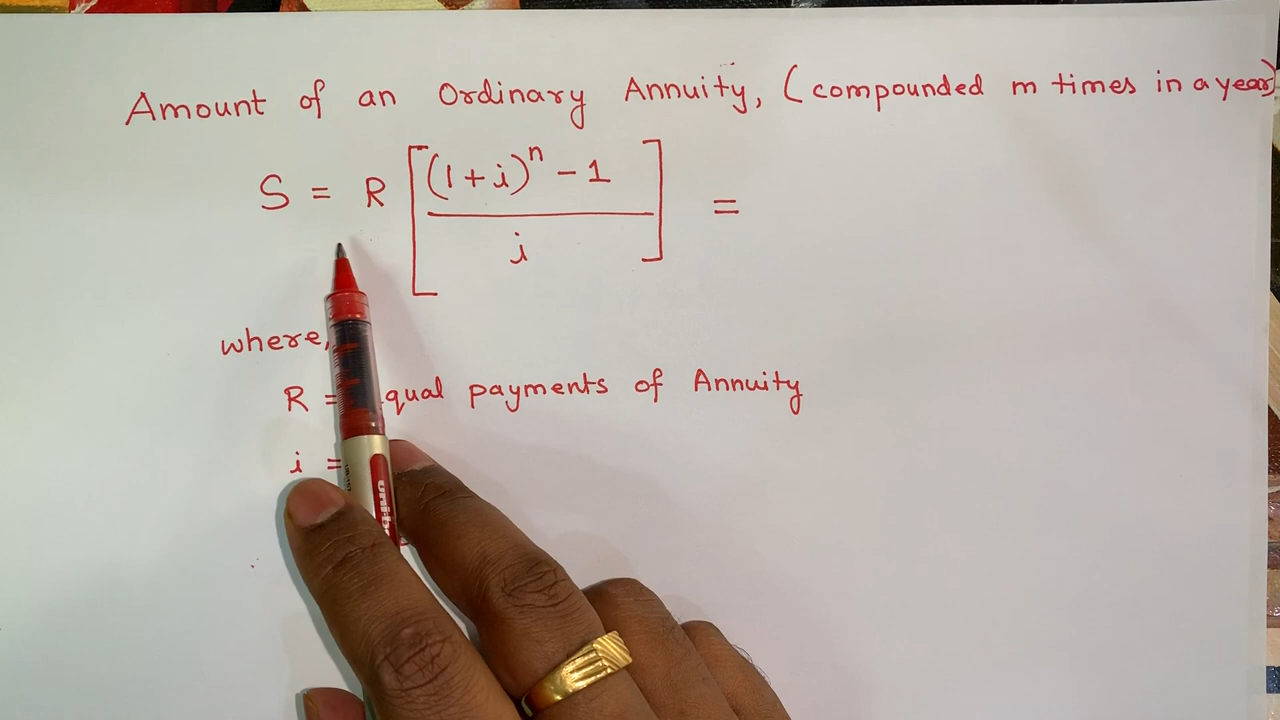 Amount of an Ordinary Annuity, (compounded m times in a year)
S = R [((1+i)^n - 1) / i] =
where,
R = qual payments of Annuity
i =